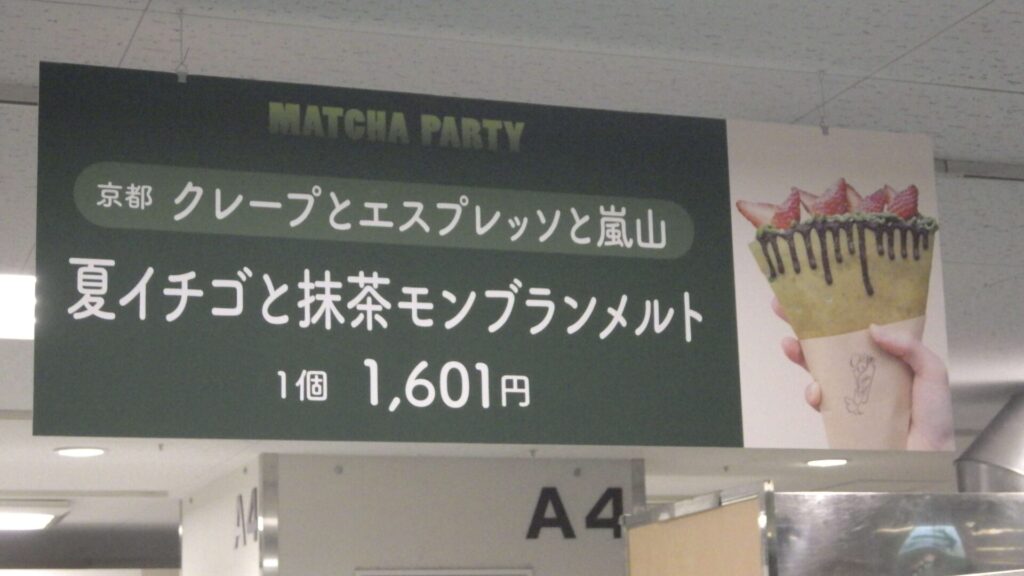 MATCHA PARTY
京都 クレープとエスプレッソと嵐山
夏イチゴと抹茶モンブランメルト
1個 1,601円
A4
A4